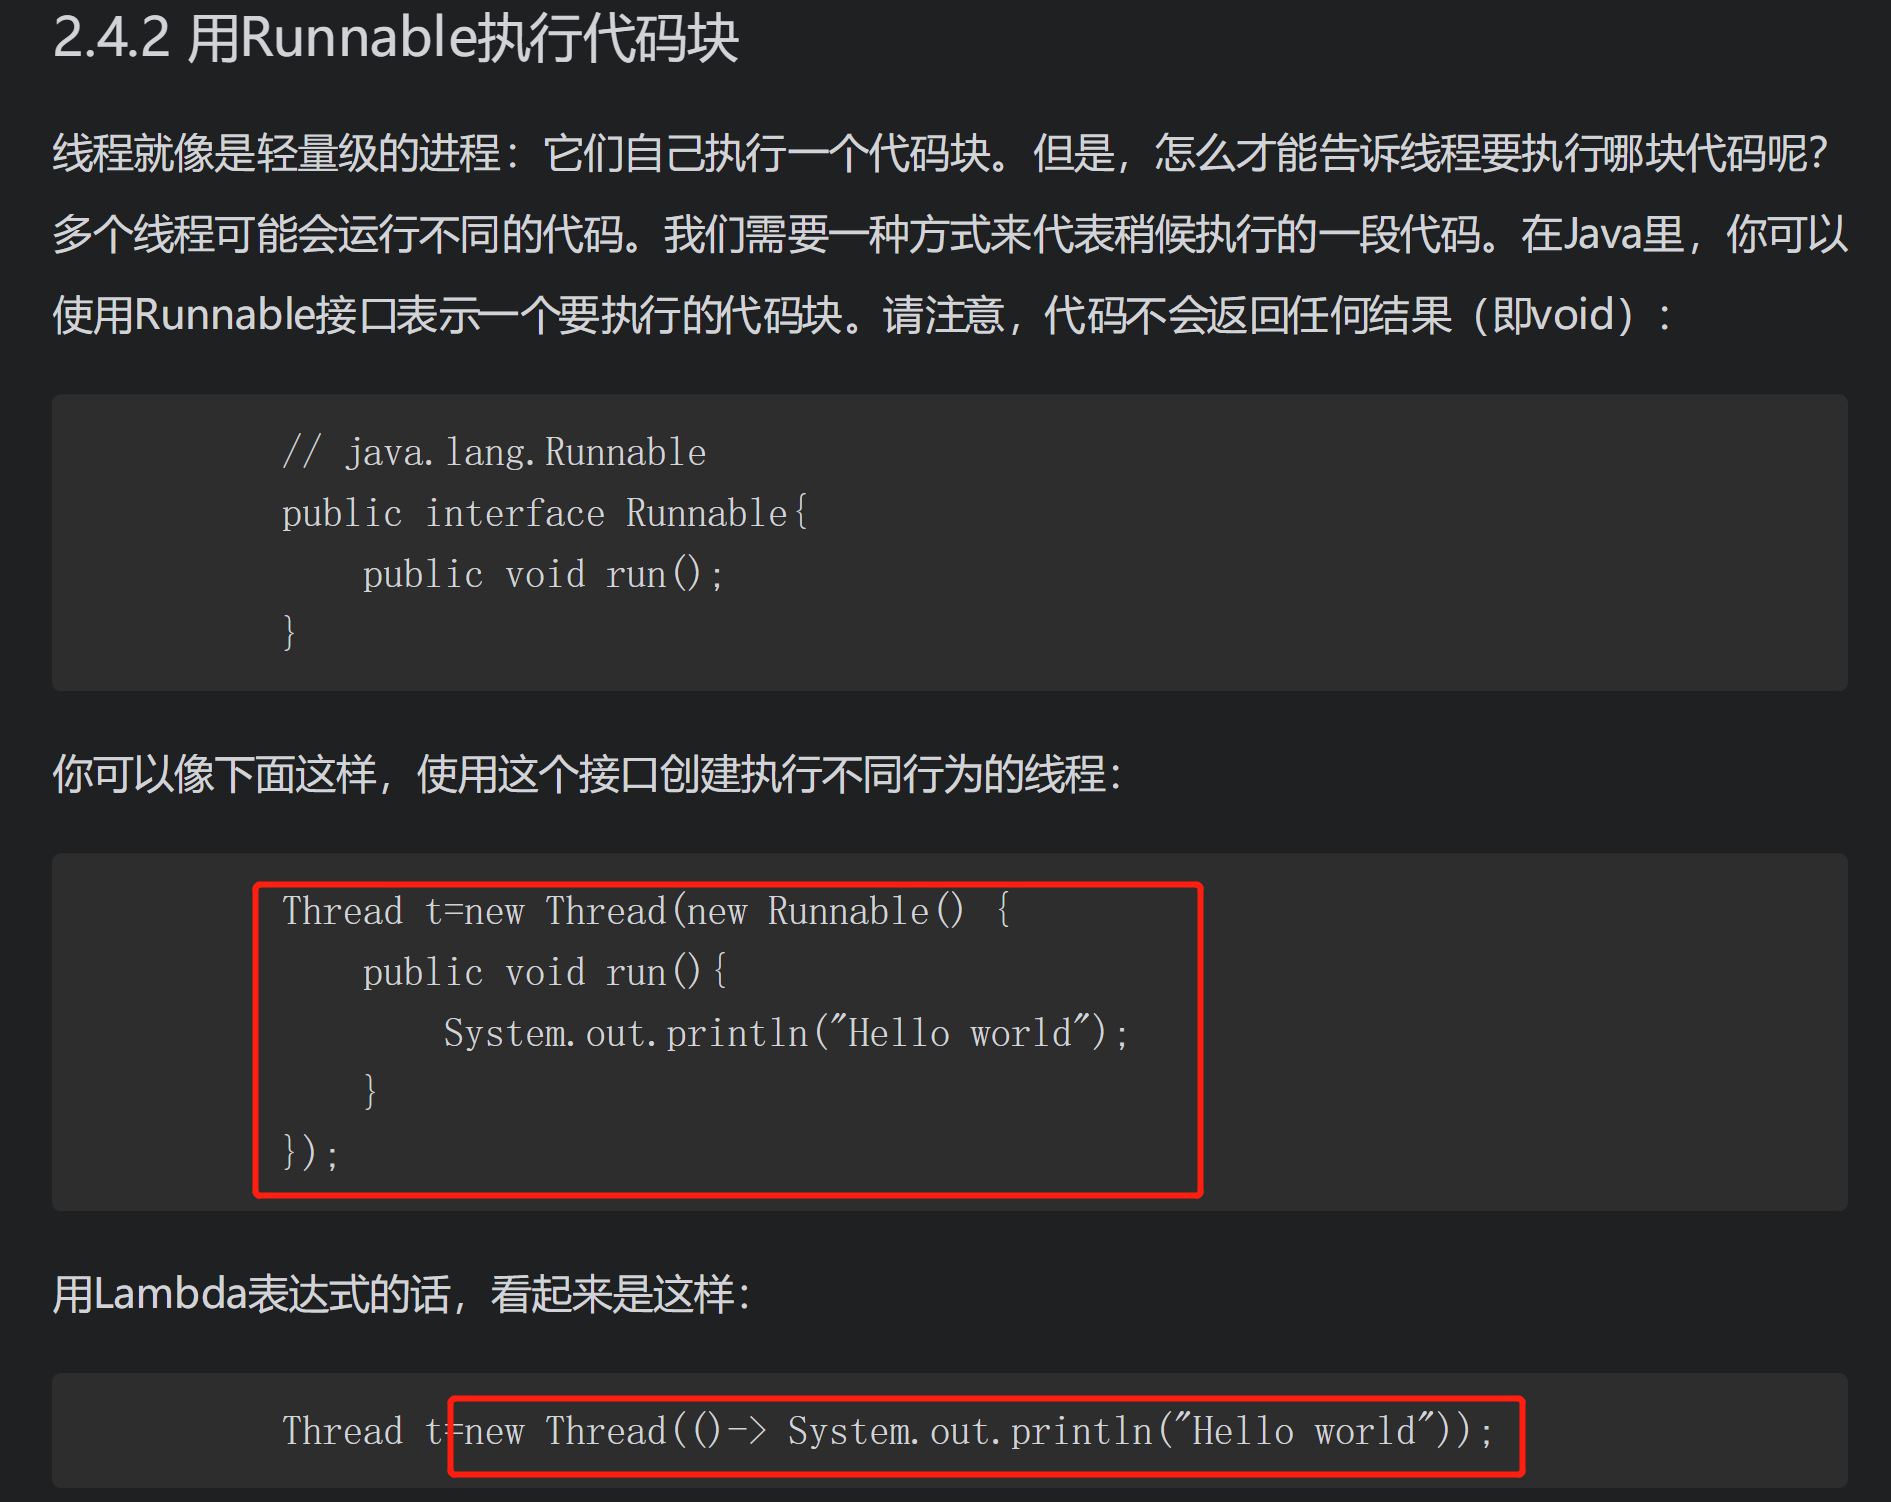 2.4.2 用Runnable执行代码块
线程就像是轻量级的进程：它们自己执行一个代码块。但是，怎么才能告诉线程要执行哪块代码呢？
多个线程可能会运行不同的代码。我们需要一种方式来代表稍候执行的一段代码。在Java里，你可以
使用Runnable接口表示一个要执行的代码块。请注意，代码不会返回任何结果（即void）：
// java.lang.Runnable
public interface Runnable{
    public void run();
}
你可以像下面这样，使用这个接口创建执行不同行为的线程：
Thread t=new Thread(new Runnable() {
    public void run(){
        System.out.println("Hello world");
    }
});
用Lambda表达式的话，看起来是这样：
Thread t=new Thread(()-> System.out.println("Hello world"));